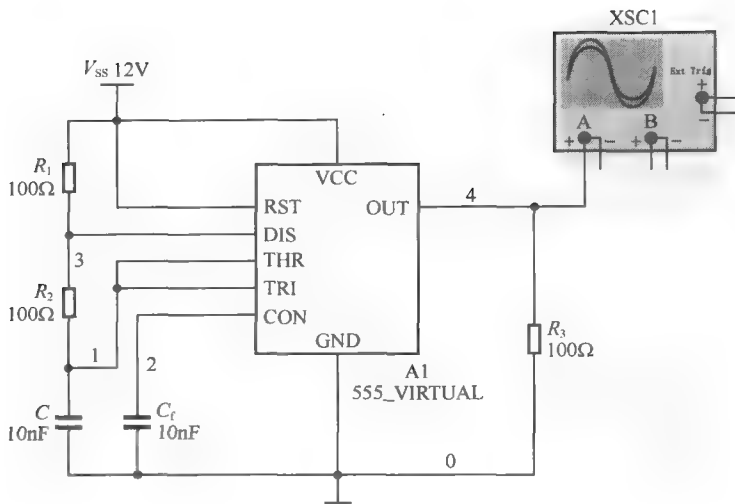 XSC1
Ext Trig
+
−
A
B
+ − + −
VSS 12V
R1
100Ω
VCC
RST
OUT
4
DIS
3
THR
R2
100Ω
TRI
CON
1
2
GND
R3
100Ω
A1
555_VIRTUAL
C
10nF
Cf
10nF
0